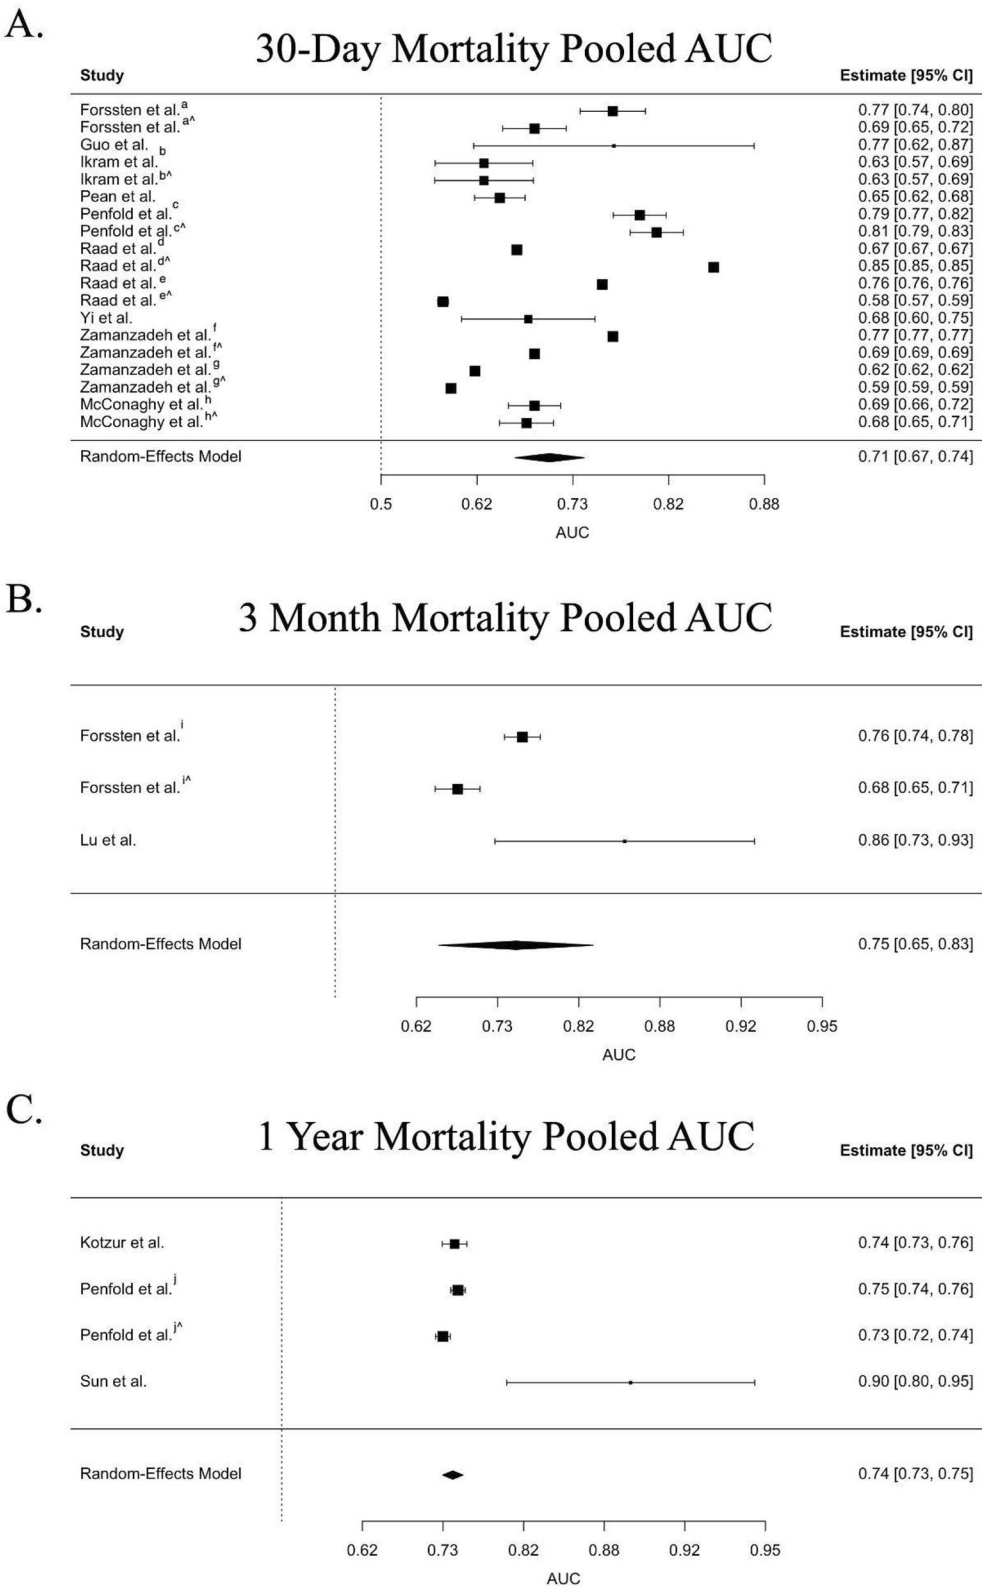 A.
30-Day Mortality Pooled AUC
Study Estimate [95% CI]
Forssten et al.a 0.77 [0.74, 0.80]
Forssten et al.a^ 0.69 [0.65, 0.72]
Guo et al. 0.77 [0.62, 0.87]
Ikram et al.b 0.63 [0.57, 0.69]
Ikram et al.b^ 0.63 [0.57, 0.69]
Pean et al. 0.65 [0.62, 0.68]
Penfold et al.c 0.79 [0.77, 0.82]
Penfold et al.c^ 0.81 [0.79, 0.83]
Raad et al.d 0.67 [0.67, 0.67]
Raad et al.d^ 0.85 [0.85, 0.85]
Raad et al.e 0.76 [0.76, 0.76]
Raad et al.e^ 0.58 [0.57, 0.59]
Yi et al. 0.68 [0.60, 0.75]
Zamanzadeh et al.f 0.77 [0.77, 0.77]
Zamanzadeh et al.f^ 0.69 [0.69, 0.69]
Zamanzadeh et al.g 0.62 [0.62, 0.62]
Zamanzadeh et al.g^ 0.59 [0.59, 0.59]
McConaghy et al.h 0.69 [0.66, 0.72]
McConaghy et al.h^ 0.68 [0.65, 0.71]
Random-Effects Model 0.71 [0.67, 0.74]
0.5 0.62 0.73 0.82 0.88
AUC
B.
3 Month Mortality Pooled AUC
Study Estimate [95% CI]
Forssten et al.i 0.76 [0.74, 0.78]
Forssten et al.i^ 0.68 [0.65, 0.71]
Lu et al. 0.86 [0.73, 0.93]
Random-Effects Model 0.75 [0.65, 0.83]
0.62 0.73 0.82 0.88 0.92 0.95
AUC
C.
1 Year Mortality Pooled AUC
Study Estimate [95% CI]
Kotzur et al. 0.74 [0.73, 0.76]
Penfold et al.j 0.75 [0.74, 0.76]
Penfold et al.j^ 0.73 [0.72, 0.74]
Sun et al. 0.90 [0.80, 0.95]
Random-Effects Model 0.74 [0.73, 0.75]
0.62 0.73 0.82 0.88 0.92 0.95
AUC